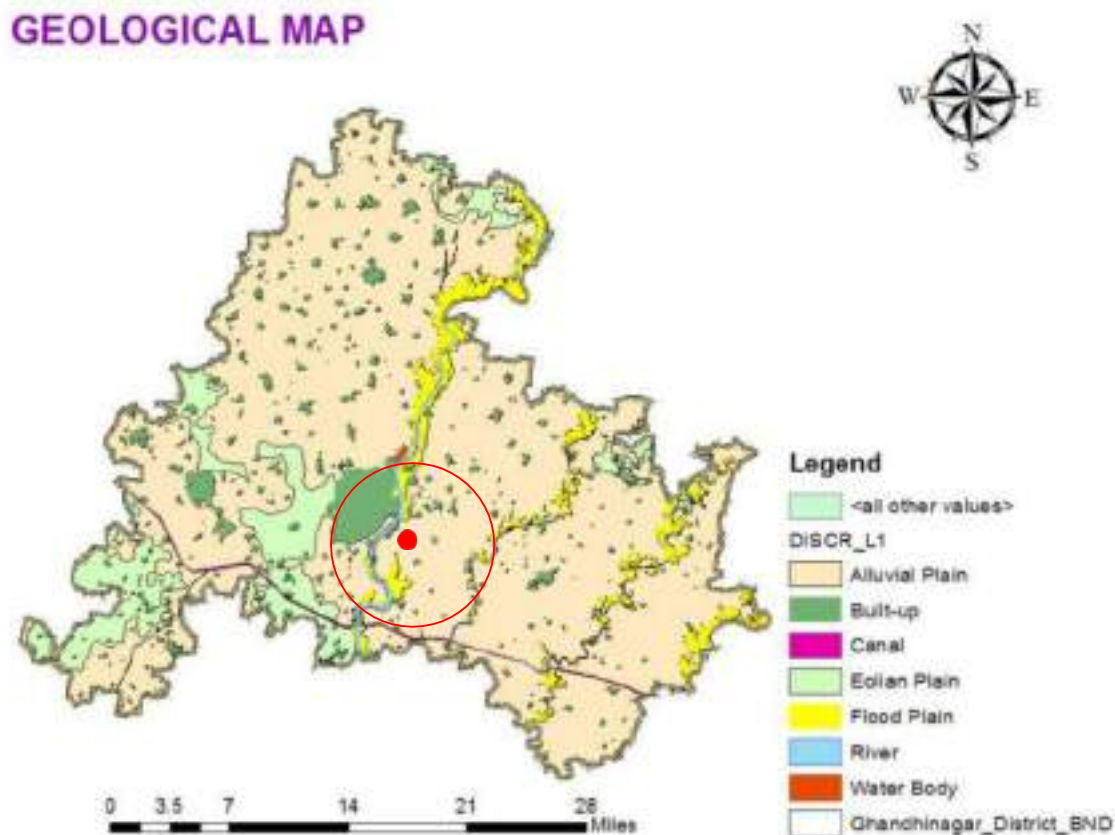 GEOLOGICAL MAP
N
W E
S
Legend
<all other values>
DISCR_L1
Alluvial Plain
Built-up
Canal
Eolian Plain
Flood Plain
River
Water Body
Ghandhinagar_District_BND
0 3.5 7 14 21 28
Miles